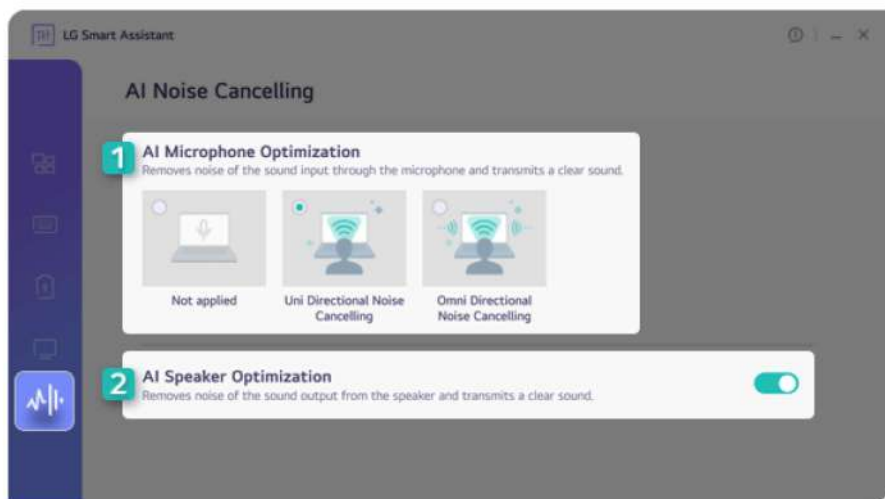 LG Smart Assistant
AI Noise Cancelling
1
AI Microphone Optimization
Removes noise of the sound input through the microphone and transmits a clear sound.
Not applied
Uni Directional Noise
Cancelling
Omni Directional
Noise Cancelling
2
AI Speaker Optimization
Removes noise of the sound output from the speaker and transmits a clear sound.